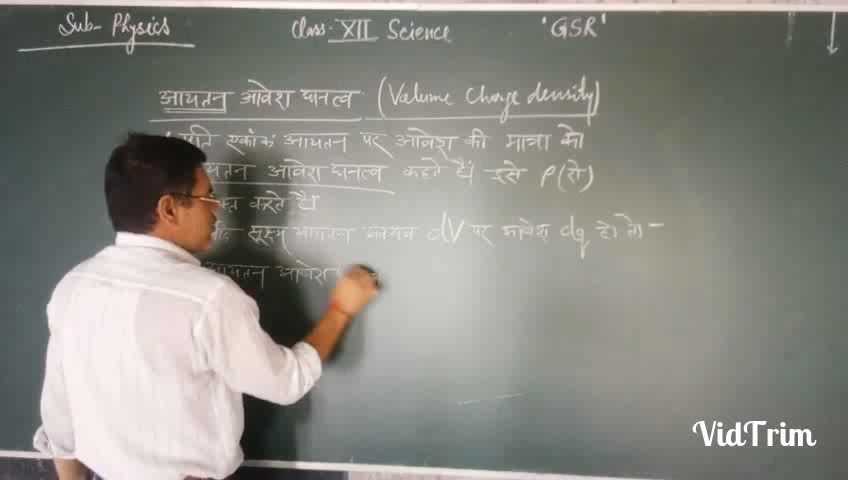 Sub- Physics Class- XII Science 'GSR'
आयतन आवेश घनत्व (Volume Charge density)
प्रति एकांक आयतन पर आवेश की मात्रा को
आयतन आवेश घनत्व कहते हैं। इसे ρ(रो)
करते हैं।
सूक्ष्म आयतन अवयव dV पर आवेश dq हो तो-
आयतन आवेश
VidTrim